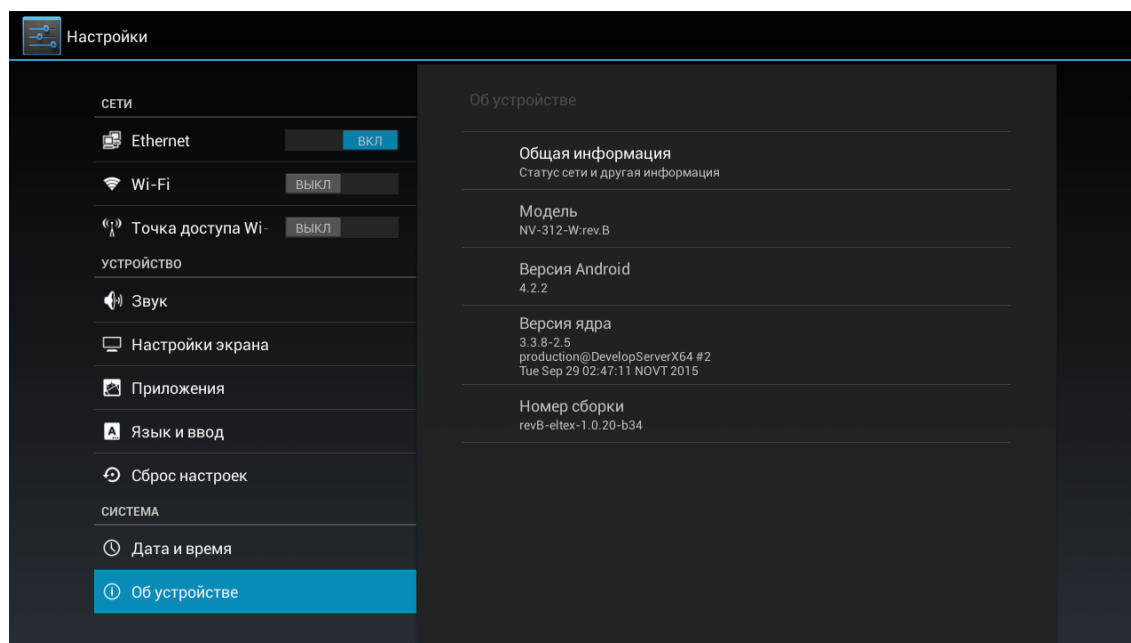 Настройки
СЕТИ
Ethernet
ВКЛ
Wi-Fi
ВЫКЛ
Точка доступа Wi-
ВЫКЛ
УСТРОЙСТВО
Звук
Настройки экрана
Приложения
Язык и ввод
Сброс настроек
СИСТЕМА
Дата и время
Об устройстве
Об устройстве
Общая информация
Статус сети и другая информация
Модель
NV-312-W:rev.B
Версия Android
4.2.2
Версия ядра
3.3.8-2.5
production@DevelopServerX64 #2
Tue Sep 29 02:47:11 NOVT 2015
Номер сборки
revB-eltex-1.0.20-b34